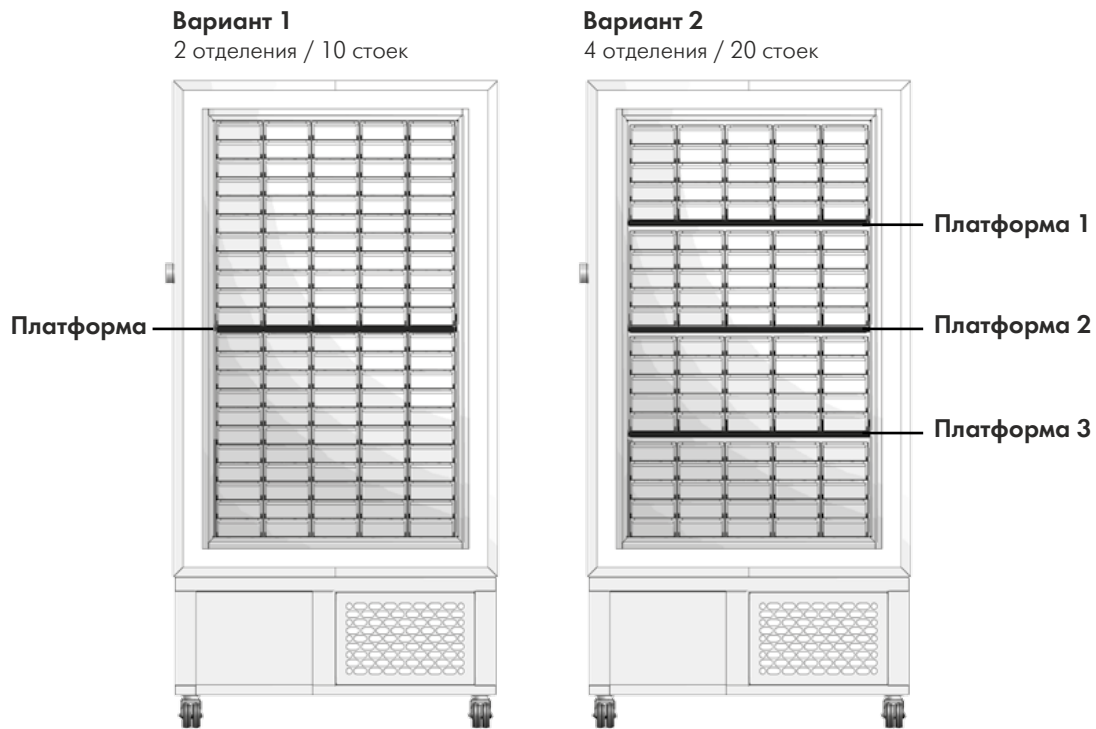 Вариант 1
2 отделения / 10 стоек
Вариант 2
4 отделения / 20 стоек
Платформа
Платформа 1
Платформа 2
Платформа 3